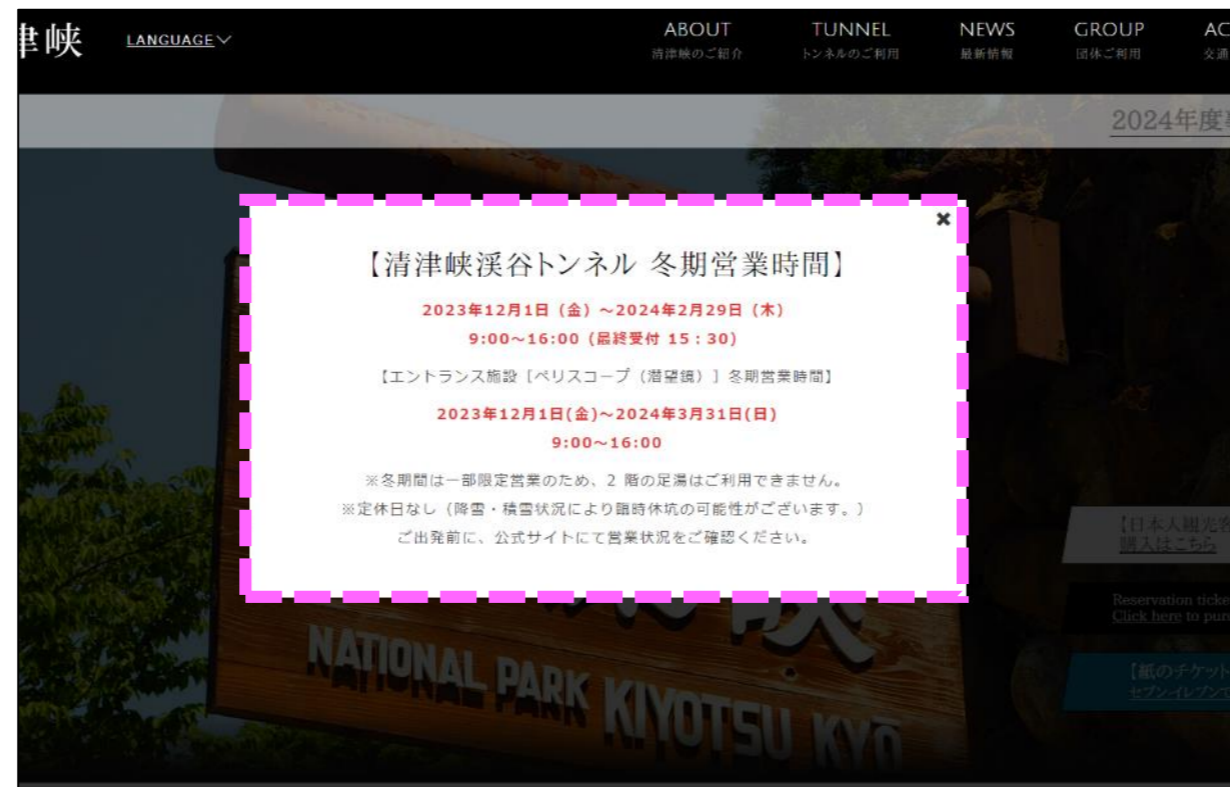 津峡
LANGUAGE
ABOUT
清津峡のご紹介
TUNNEL
トンネルのご利用
NEWS
最新情報
GROUP
団体ご利用
AC
交通
2024年度
【清津峡渓谷トンネル 冬期営業時間】
2023年12月1日（金）～2024年2月29日（木）
9:00～16:00（最終受付 15：30）
【エントランス施設［ペリスコープ（潜望鏡）］冬期営業時間】
2023年12月1日(金)～2024年3月31日(日)
9:00～16:00
※冬期間は一部限定営業のため、2 階の足湯はご利用できません。
※定休日なし（降雪・積雪状況により臨時休坑の可能性がございます。）
ご出発前に、公式サイトにて営業状況をご確認ください。
【日本人観光客
購入はこちら
Reservation ticke
Click here to pur
【紙のチケット
セブンイレブン
峡
NATIONAL PARK KIYOTSU KYŌ